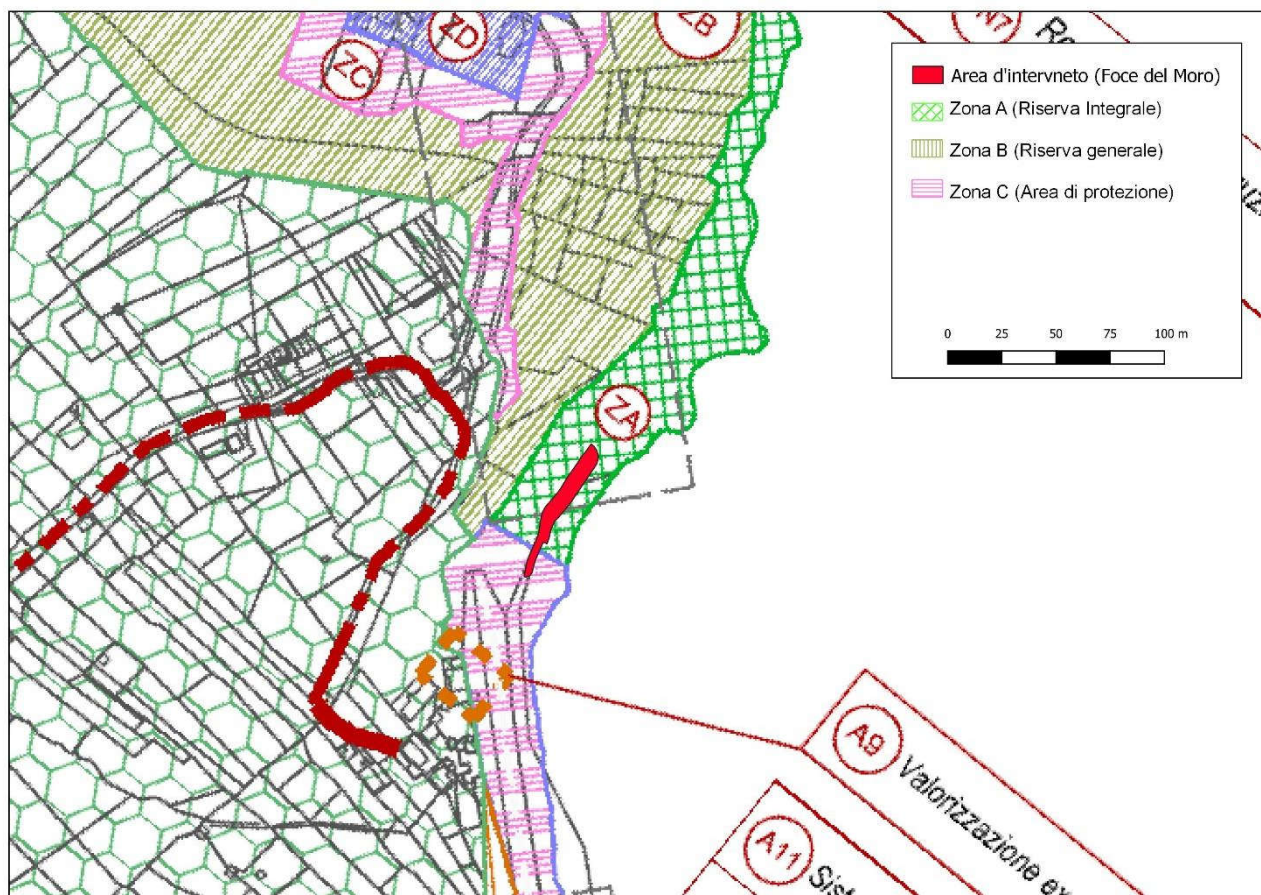 ZC
ZD
ZB
N7
Area d'intervneto (Foce del Moro)
Zona A (Riserva Integrale)
Zona B (Riserva generale)
Zona C (Area di protezione)
0 25 50 75 100 m
ZA
A9 Valorizzazione ex
A11 Sist